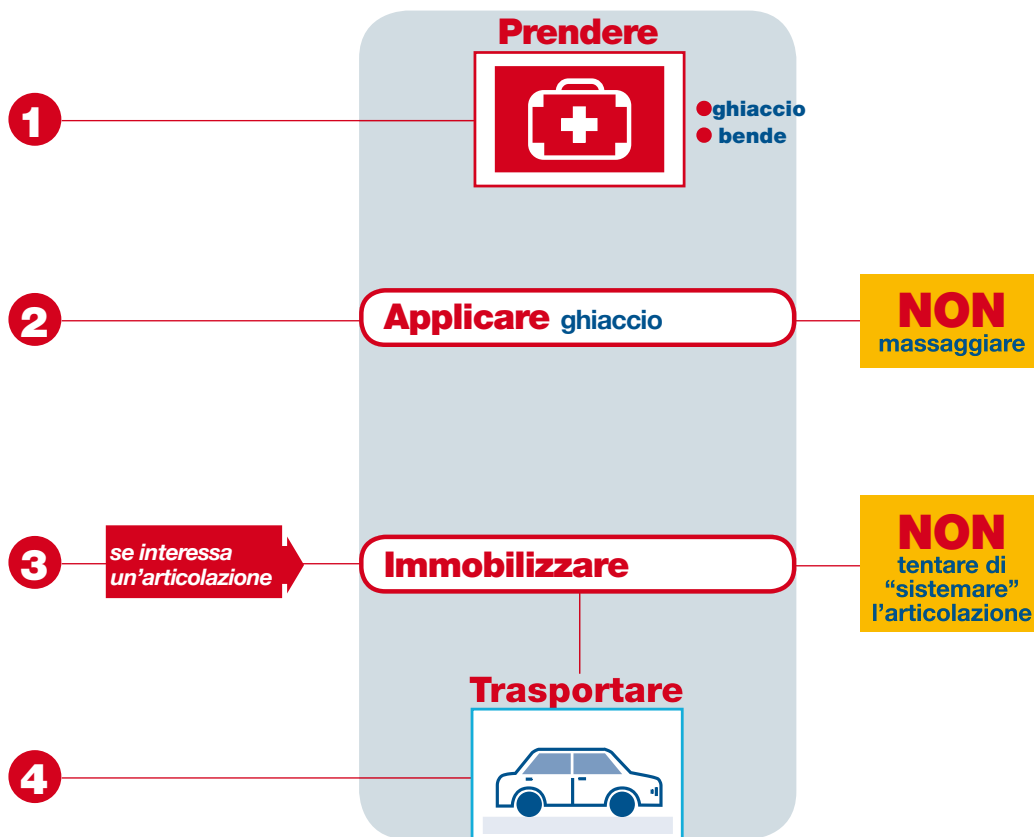 Prendere
1
●ghiaccio
● bende
2
Applicare ghiaccio
NON
massaggiare
3
se interessa
un’articolazione
Immobilizzare
NON
tentare di
“sistemare”
l’articolazione
Trasportare
4